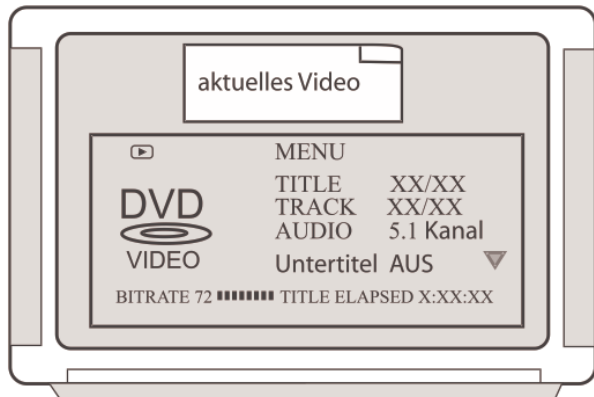 aktuelles Video
MENU
DVD
VIDEO
TITLE XX/XX
TRACK XX/XX
AUDIO 5.1 Kanal
Untertitel AUS
BITRATE 72 TITLE ELAPSED X:XX:XX